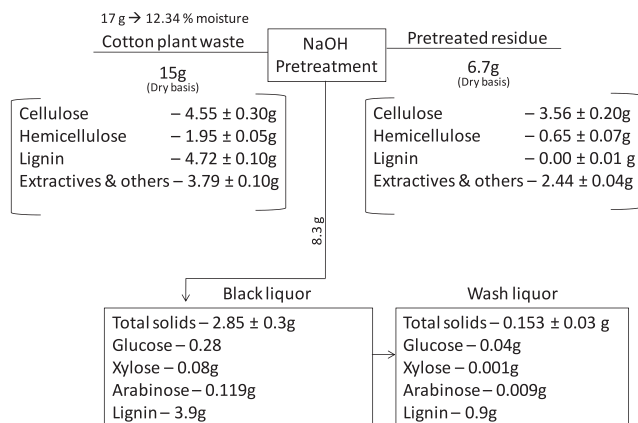 17 g → 12.34 % moisture
Cotton plant waste
15g
(Dry basis)
Cellulose – 4.55 ± 0.30g
Hemicellulose – 1.95 ± 0.05g
Lignin – 4.72 ± 0.10g
Extractives & others – 3.79 ± 0.10g
NaOH
Pretreatment
Pretreated residue
6.7g
(Dry basis)
Cellulose – 3.56 ± 0.20g
Hemicellulose – 0.65 ± 0.07g
Lignin – 0.00 ± 0.01 g
Extractives & others – 2.44 ± 0.04g
8.3 g
Black liquor
Total solids – 2.85 ± 0.3g
Glucose – 0.28
Xylose – 0.08g
Arabinose – 0.119g
Lignin – 3.9g
Wash liquor
Total solids – 0.153 ± 0.03 g
Glucose – 0.04g
Xylose – 0.001g
Arabinose – 0.009g
Lignin – 0.9g